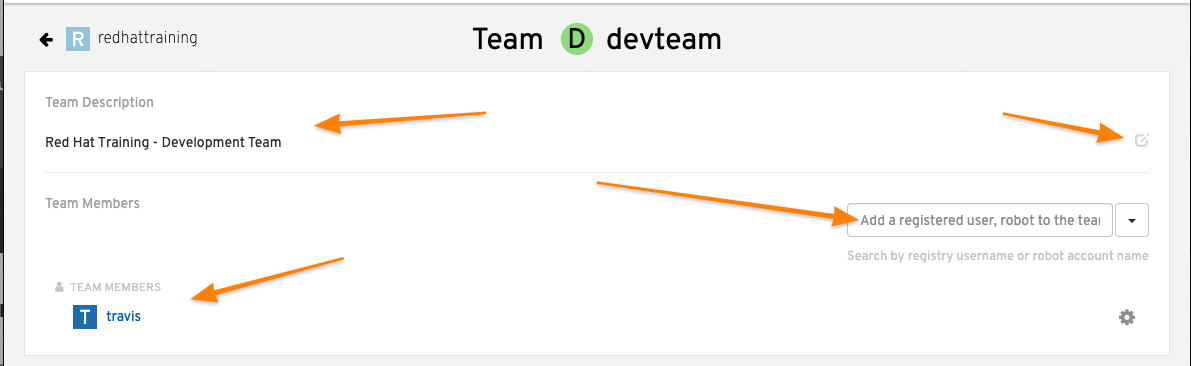 R redhattraining
Team D devteam
Team Description
Red Hat Training - Development Team
Team Members
Add a registered user, robot to the tear
Search by registry username or robot account name
TEAM MEMBERS
T travis